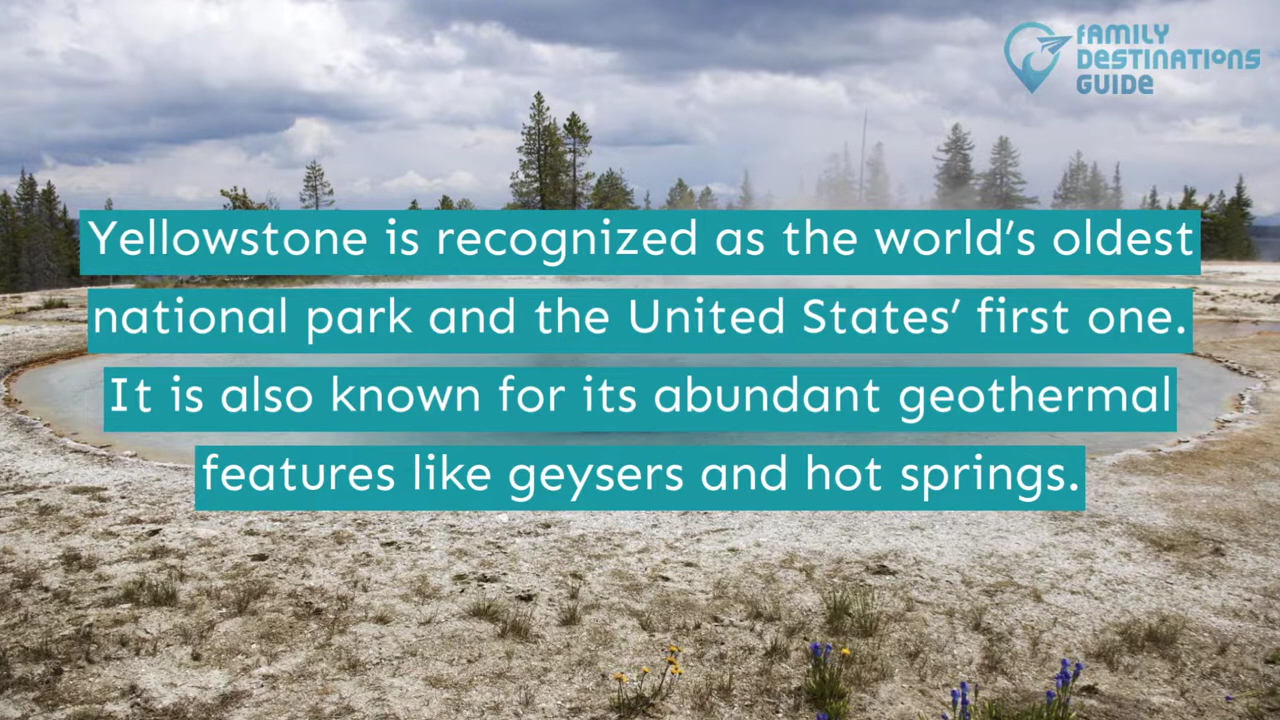 fAMILY
DESTINATIONS
GUIDE
Yellowstone is recognized as the world’s oldest
national park and the United States’ first one.
It is also known for its abundant geothermal
features like geysers and hot springs.